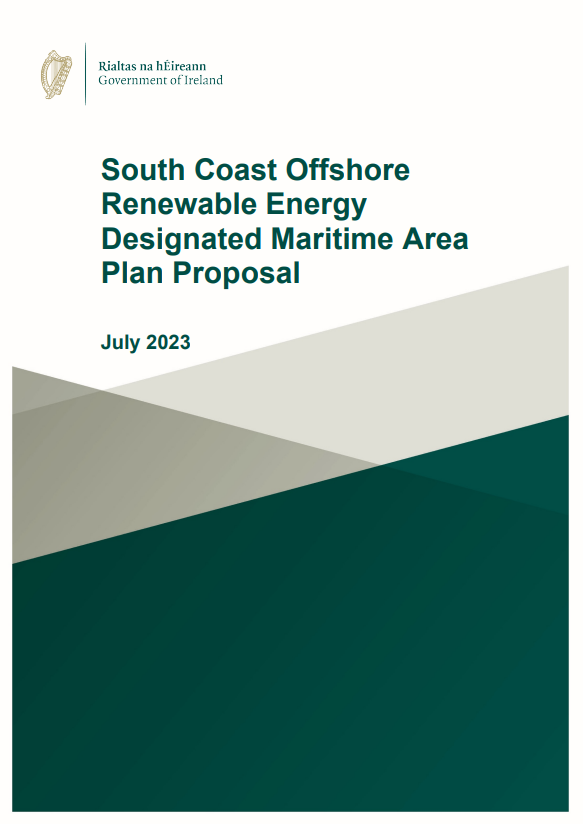 Rialtas na hÉireann
Government of Ireland
South Coast Offshore
Renewable Energy
Designated Maritime Area
Plan Proposal
July 2023